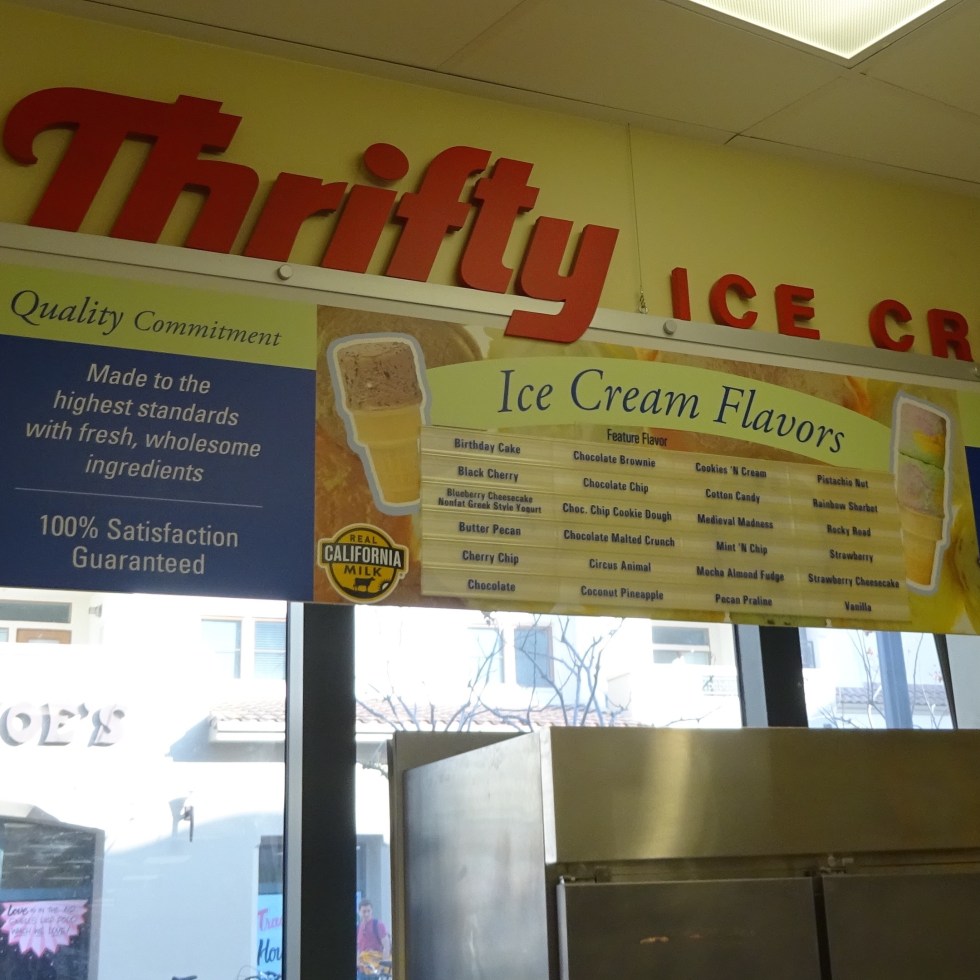 Thrifty ICE CR
Quality Commitment
Made to the
highest standards
with fresh, wholesome
ingredients
100% Satisfaction
Guaranteed
REAL
CALIFORNIA
MILK
Ice Cream Flavors
Birthday Cake
Black Cherry
Blueberry Cheesecake
Nonfat Greek Style Yogurt
Butter Pecan
Cherry Chip
Chocolate
Feature Flavor
Chocolate Brownie
Chocolate Chip
Choc. Chip Cookie Dough
Chocolate Malted Crunch
Circus Animal
Coconut Pineapple
Cookies 'N Cream
Cotton Candy
Medieval Madness
Mint 'N Chip
Mocha Almond Fudge
Pecan Praline
Pistachio Nut
Rainbow Sherbet
Rocky Road
Strawberry
Strawberry Cheesecake
Vanilla
OE'S
Love
Tra
Hou